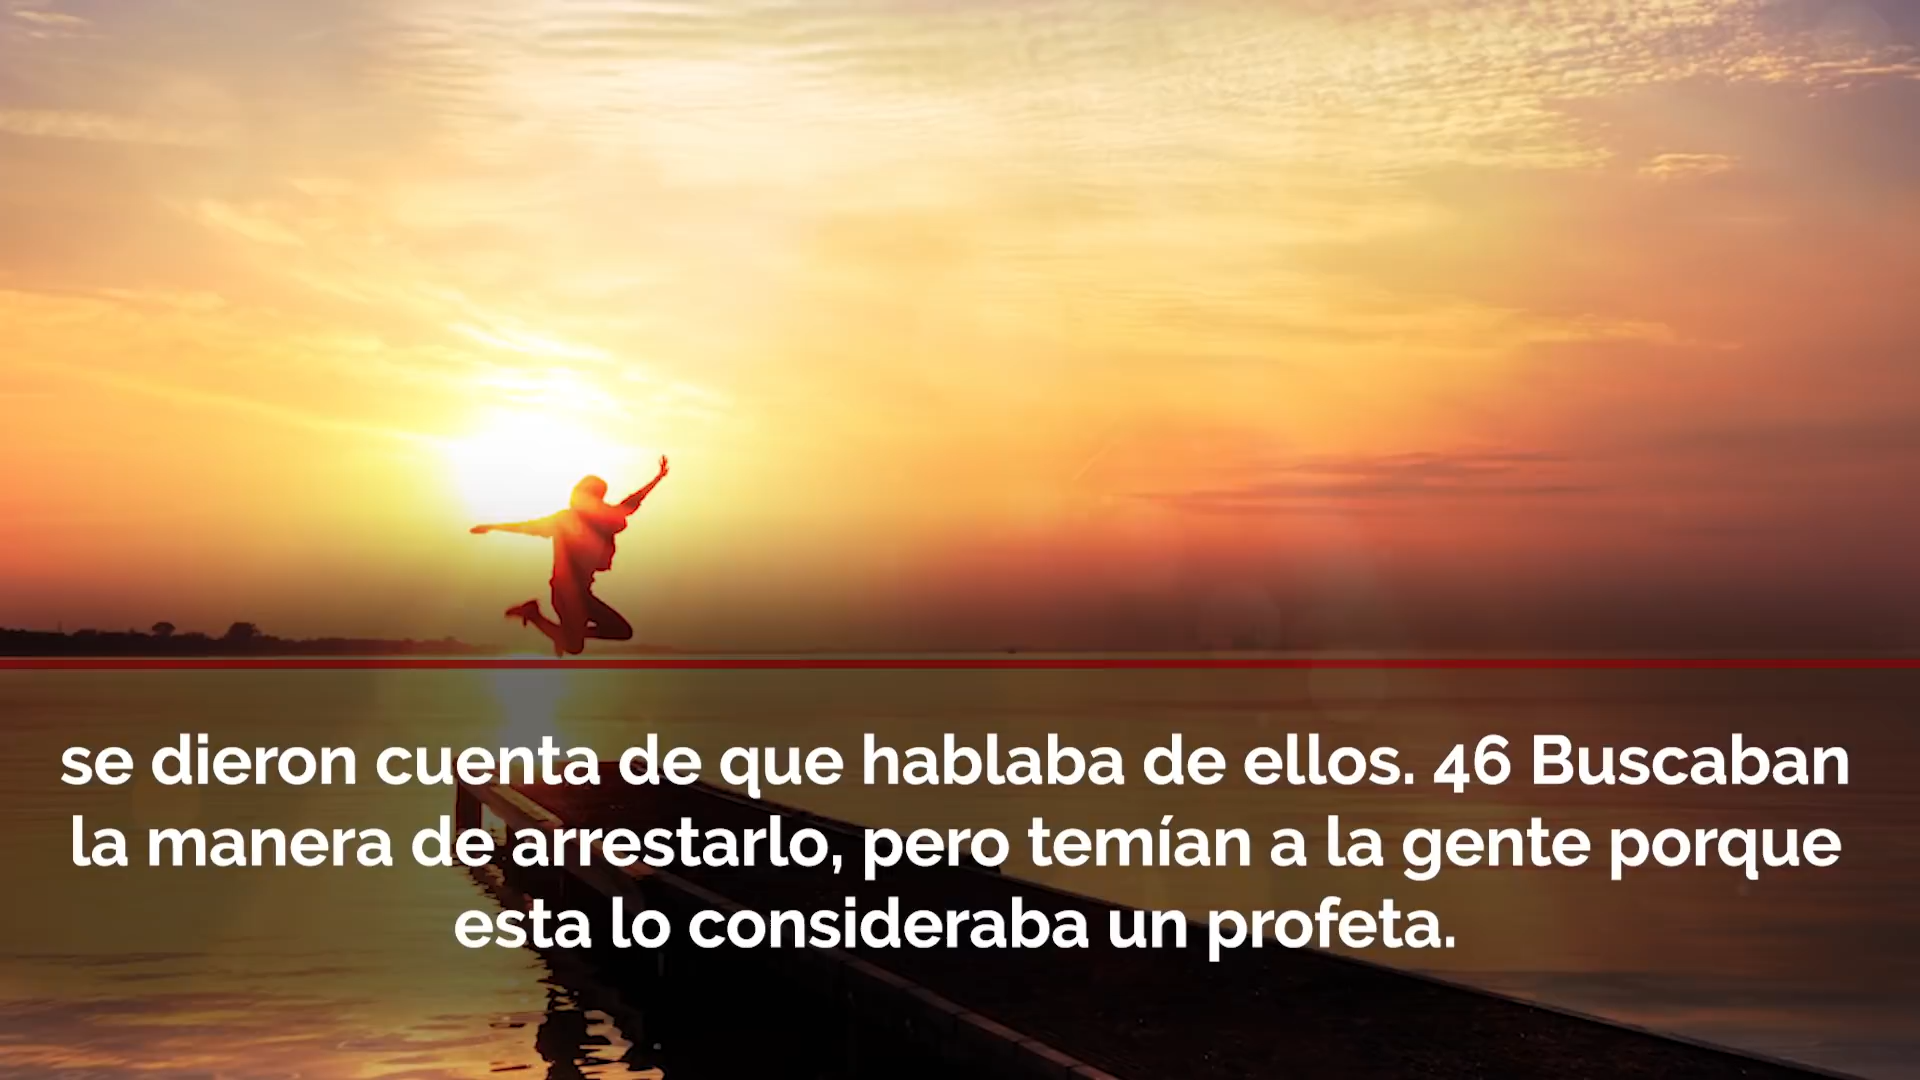 se dieron cuenta de que hablaba de ellos. 46 Buscaban
la manera de arrestarlo, pero temían a la gente porque
esta lo consideraba un profeta.